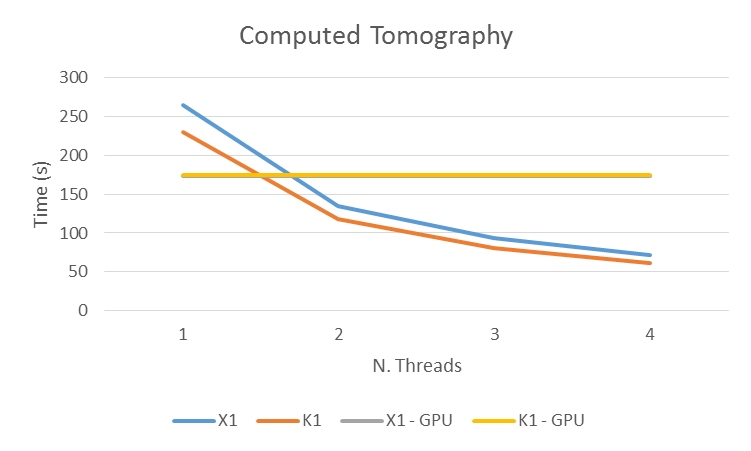 Computed Tomography
300
250
200
150
100
50
0
Time (s)
1 2 3 4
N. Threads
X1 K1 X1 - GPU K1 - GPU